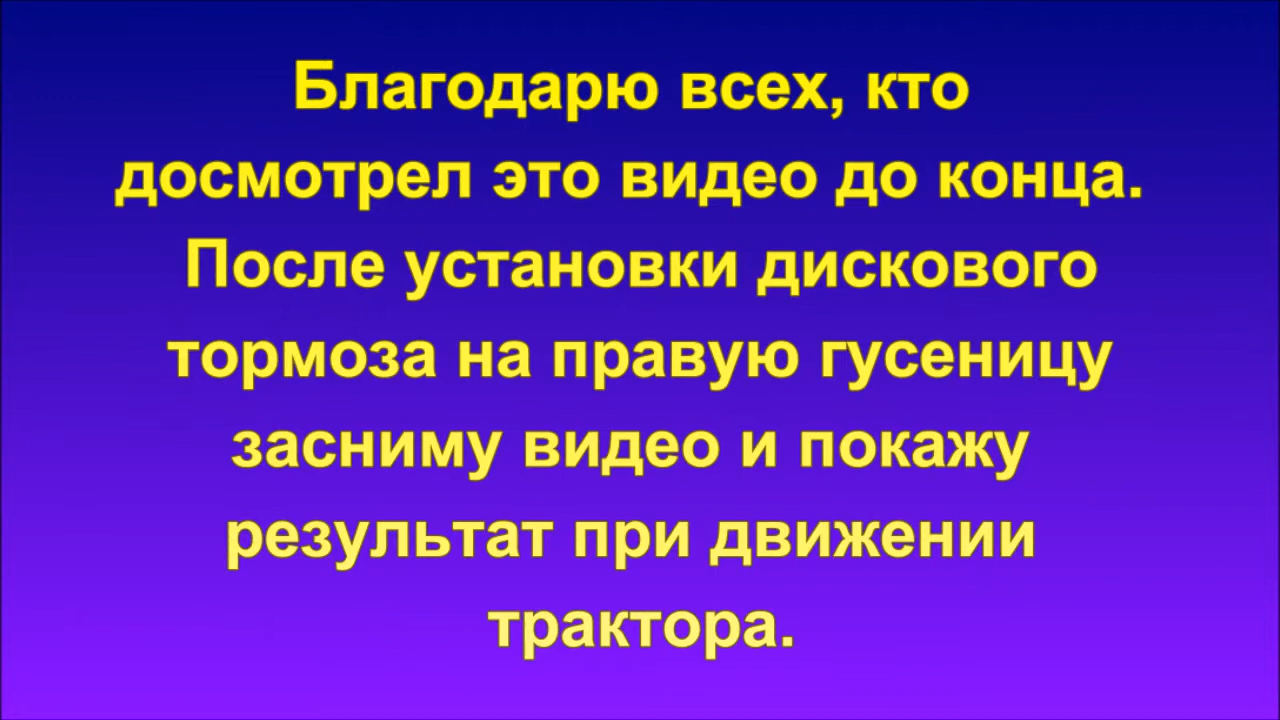 Благодарю всех, кто
досмотрел это видео до конца.
После установки дискового
тормоза на правую гусеницу
засниму видео и покажу
результат при движении
трактора.